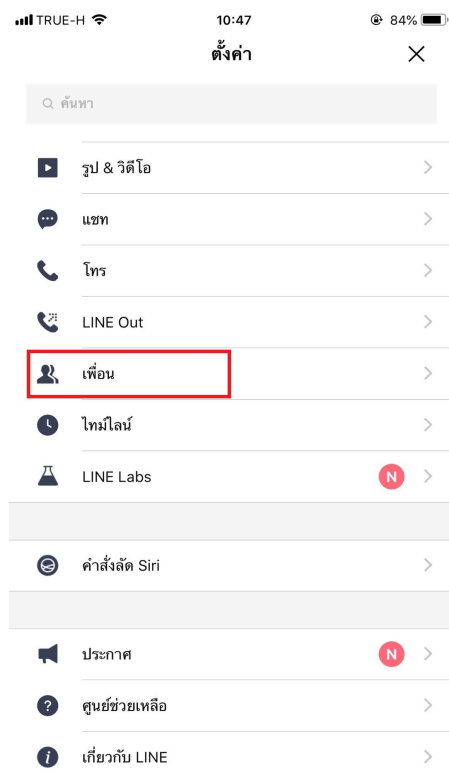 TRUE-H 10:47 84%
ตั้งค่า
ค้นหา
รูป & วิดีโอ
แชท
โทร
LINE Out
เพื่อน
ไทม์ไลน์
LINE Labs N
คำสั่งลัด Siri
ประกาศ N
ศูนย์ช่วยเหลือ
เกี่ยวกับ LINE